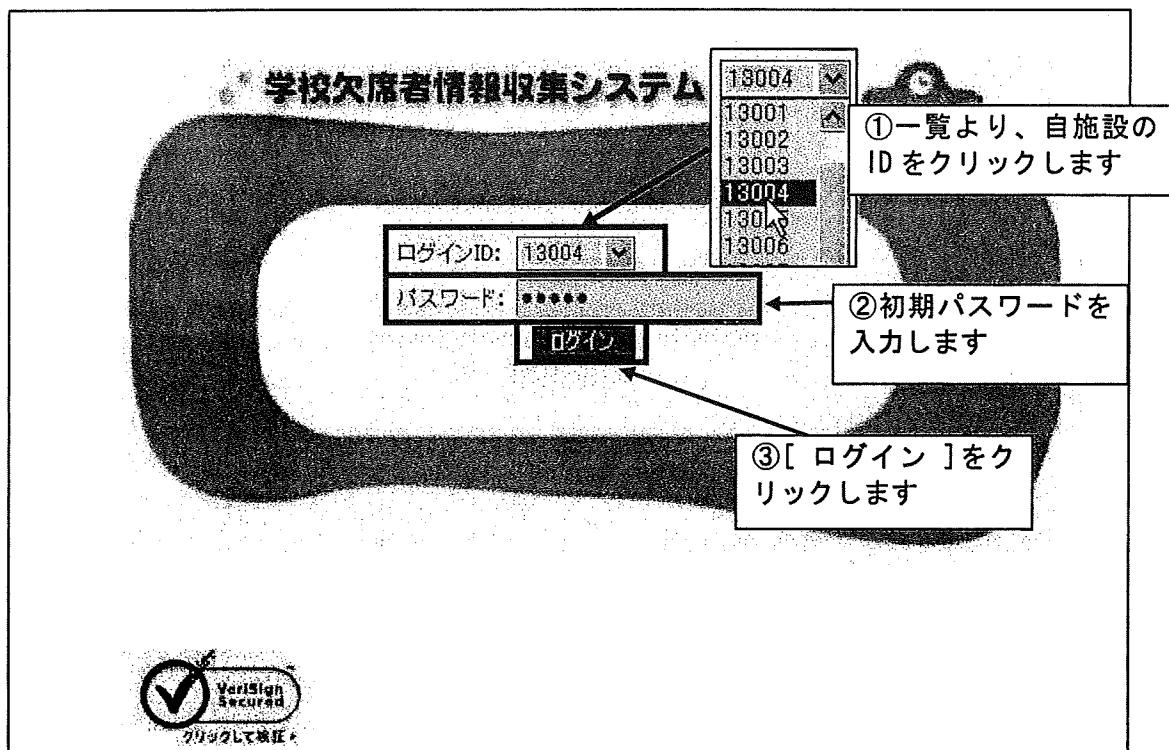 学校欠席者情報収集システム
13004
13001
13002
13003
13004
13006
①一覧より、自施設の
IDをクリックします
ログインID: 13004
パスワード: •••••
ログイン
②初期パスワードを
入力します
③[ ログイン ]をク
リックします
VeriSign
Secured
クリックして検証